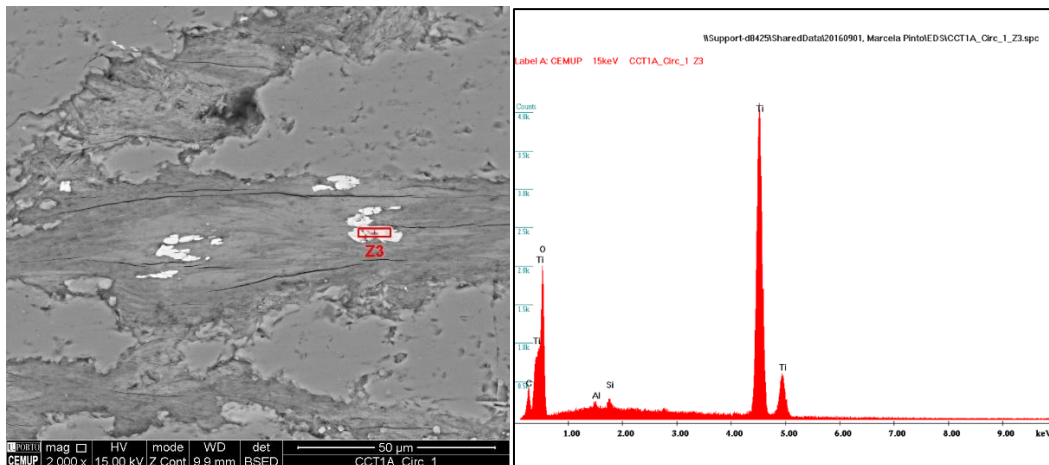 Z3
U.PORTO
CEMUP
mag □ HV mode WD det
2 000 x 15.00 kV Z Cont 9.9 mm BSED
50 µm
CCT1A_Circ_1
\\Support-d8425\SharedData\20160901, Marcela Pinto\EDS\CCT1A_Circ_1_Z3.spc
Label A: CEMUP 15keV CCT1A_Circ_1 Z3
Counts
4.0k
3.5k
3.0k
2.5k
2.0k
1.5k
1.0k
0.5k
Ti
O
Ti
Ti
C
Al
Si
Ti
1.00 2.00 3.00 4.00 5.00 6.00 7.00 8.00 9.00 keV